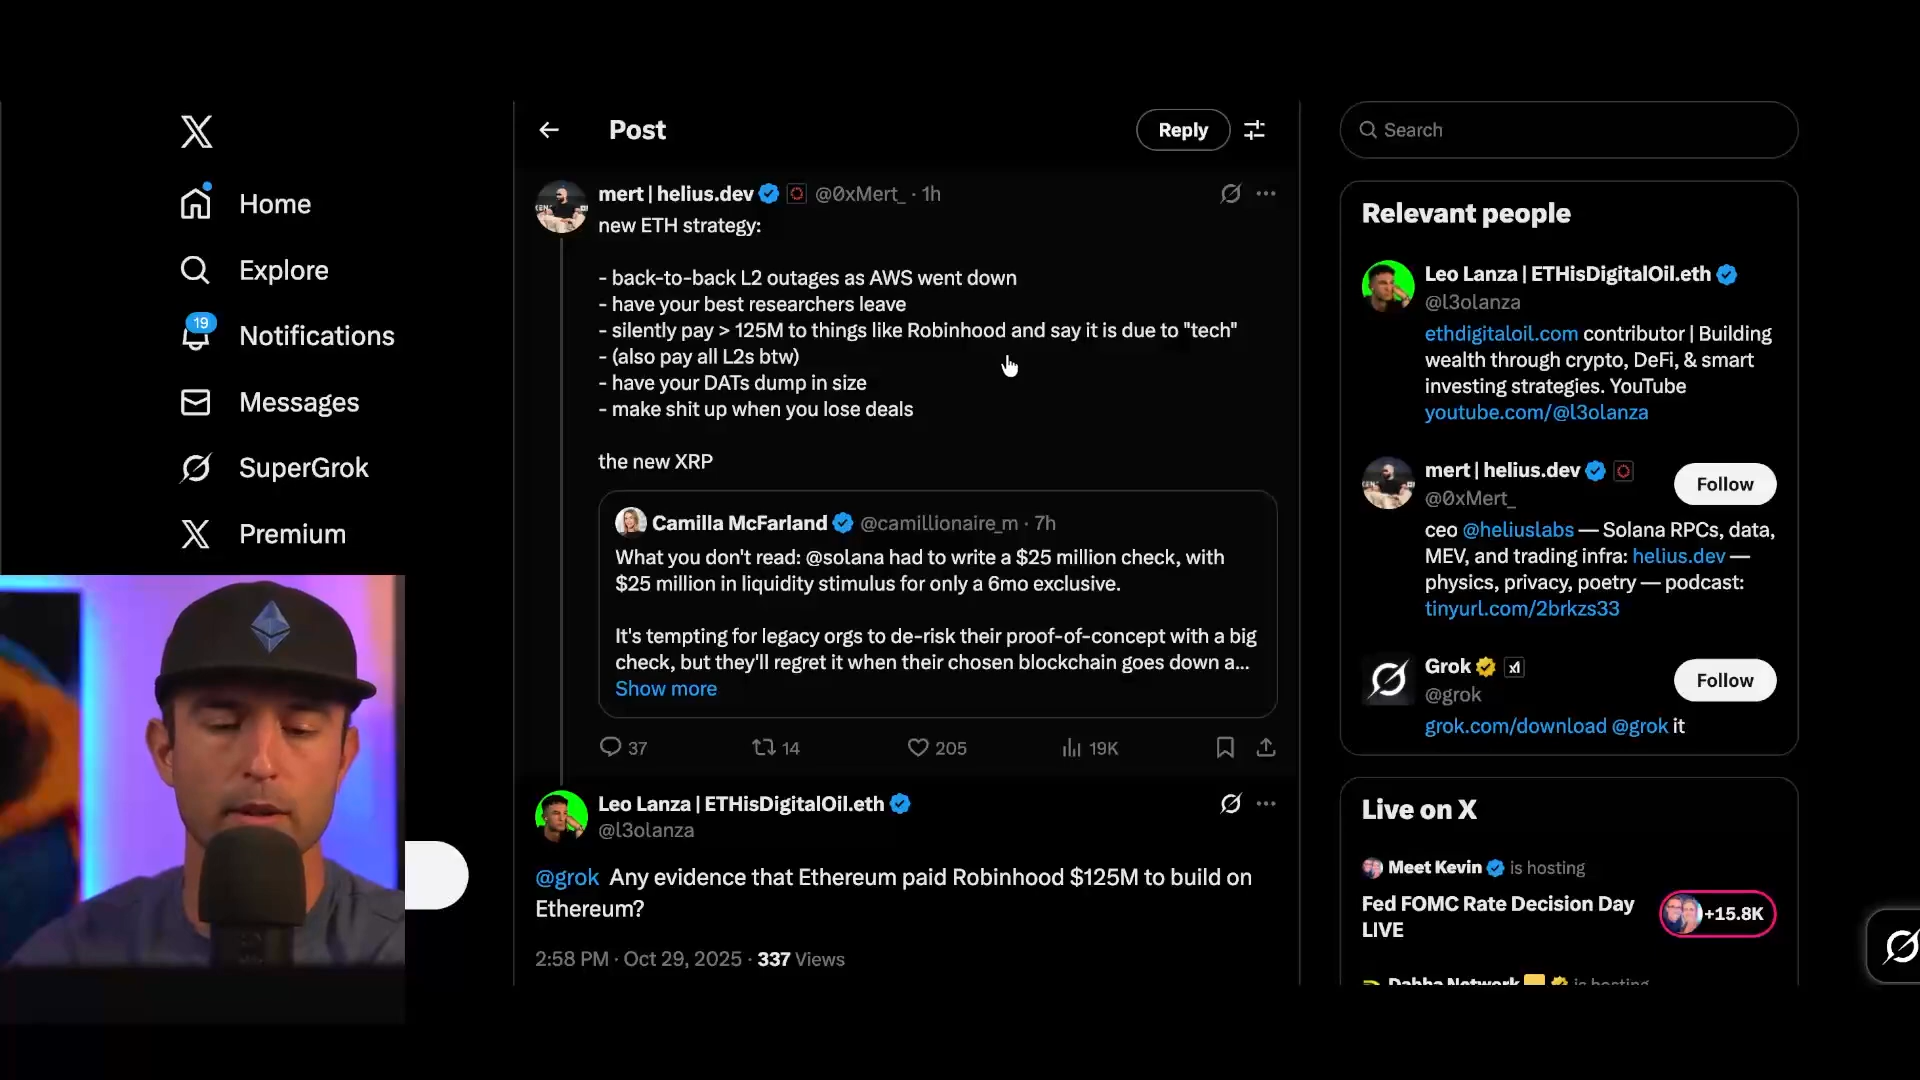 Home
Explore
19
Notifications
Messages
SuperGrok
Premium
Post
Reply
mert | helius.dev @0xMert_ · 1h
new ETH strategy:
- back-to-back L2 outages as AWS went down
- have your best researchers leave
- silently pay > 125M to things like Robinhood and say it is due to "tech"
- (also pay all L2s btw)
- have your DATs dump in size
- make shit up when you lose deals
the new XRP
Camilla McFarland @camillionaire_m · 7h
What you don't read: @solana had to write a $25 million check, with
$25 million in liquidity stimulus for only a 6mo exclusive.
It's tempting for legacy orgs to de-risk their proof-of-concept with a big
check, but they'll regret it when their chosen blockchain goes down a...
Show more
37
14
205
19K
Leo Lanza | ETHisDigitalOil.eth
@l3olanza
@grok Any evidence that Ethereum paid Robinhood $125M to build on
Ethereum?
2:58 PM · Oct 29, 2025 · 337 Views
Search
Relevant people
Leo Lanza | ETHisDigitalOil.eth
@l3olanza
ethdigitaloil.com contributor | Building
wealth through crypto, DeFi, & smart
investing strategies. YouTube
youtube.com/@l3olanza
mert | helius.dev
@0xMert_
Follow
ceo @heliuslabs — Solana RPCs, data,
MEV, and trading infra: helius.dev —
physics, privacy, poetry — podcast:
tinyurl.com/2brkzs33
Grok
@grok
Follow
grok.com/download @grok it
Live on X
Meet Kevin is hosting
Fed FOMC Rate Decision Day
LIVE
+15.8K
Dabba Network is hosting